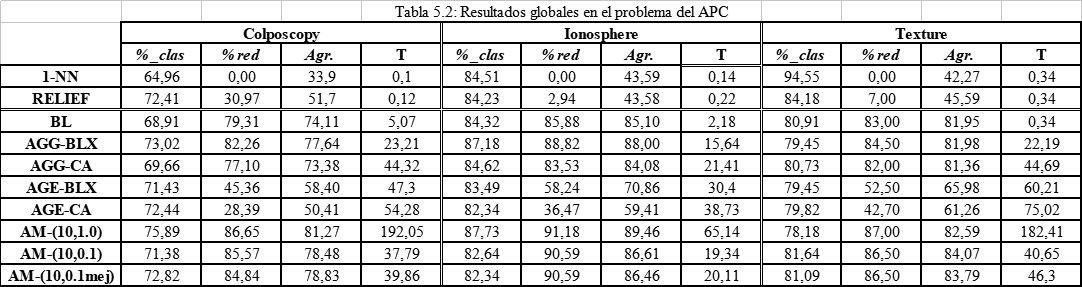 Tabla 5.2: Resultados globales en el problema del APC
Colposcopy Ionosphere Texture
%_clas %red Agr. T %_clas %red Agr. T %_clas %red Agr. T
1-NN 64,96 0,00 33,9 0,1 84,51 0,00 43,59 0,14 94,55 0,00 42,27 0,34
RELIEF 72,41 30,97 51,7 0,12 84,23 2,94 43,58 0,22 84,18 7,00 45,59 0,34
BL 68,91 79,31 74,11 5,07 84,32 85,88 85,10 2,18 80,91 83,00 81,95 0,34
AGG-BLX 73,02 82,26 77,64 23,21 87,18 88,82 88,00 15,64 79,45 84,50 81,98 22,19
AGG-CA 69,66 77,10 73,38 44,32 84,62 83,53 84,08 21,41 80,73 82,00 81,36 44,69
AGE-BLX 71,43 45,36 58,40 47,3 83,49 58,24 70,86 30,4 79,45 52,50 65,98 60,21
AGE-CA 72,44 28,39 50,41 54,28 82,34 36,47 59,41 38,73 79,82 42,70 61,26 75,02
AM-(10,1.0) 75,89 86,65 81,27 192,05 87,73 91,18 89,46 65,14 78,18 87,00 82,59 182,41
AM-(10,0.1) 71,38 85,57 78,48 37,79 82,63 90,59 86,61 19,34 81,64 86,50 84,07 40,65
AM-(10,0.1mej) 72,82 84,84 78,83 39,86 82,34 90,59 86,46 20,11 81,09 86,50 83,79 46,3